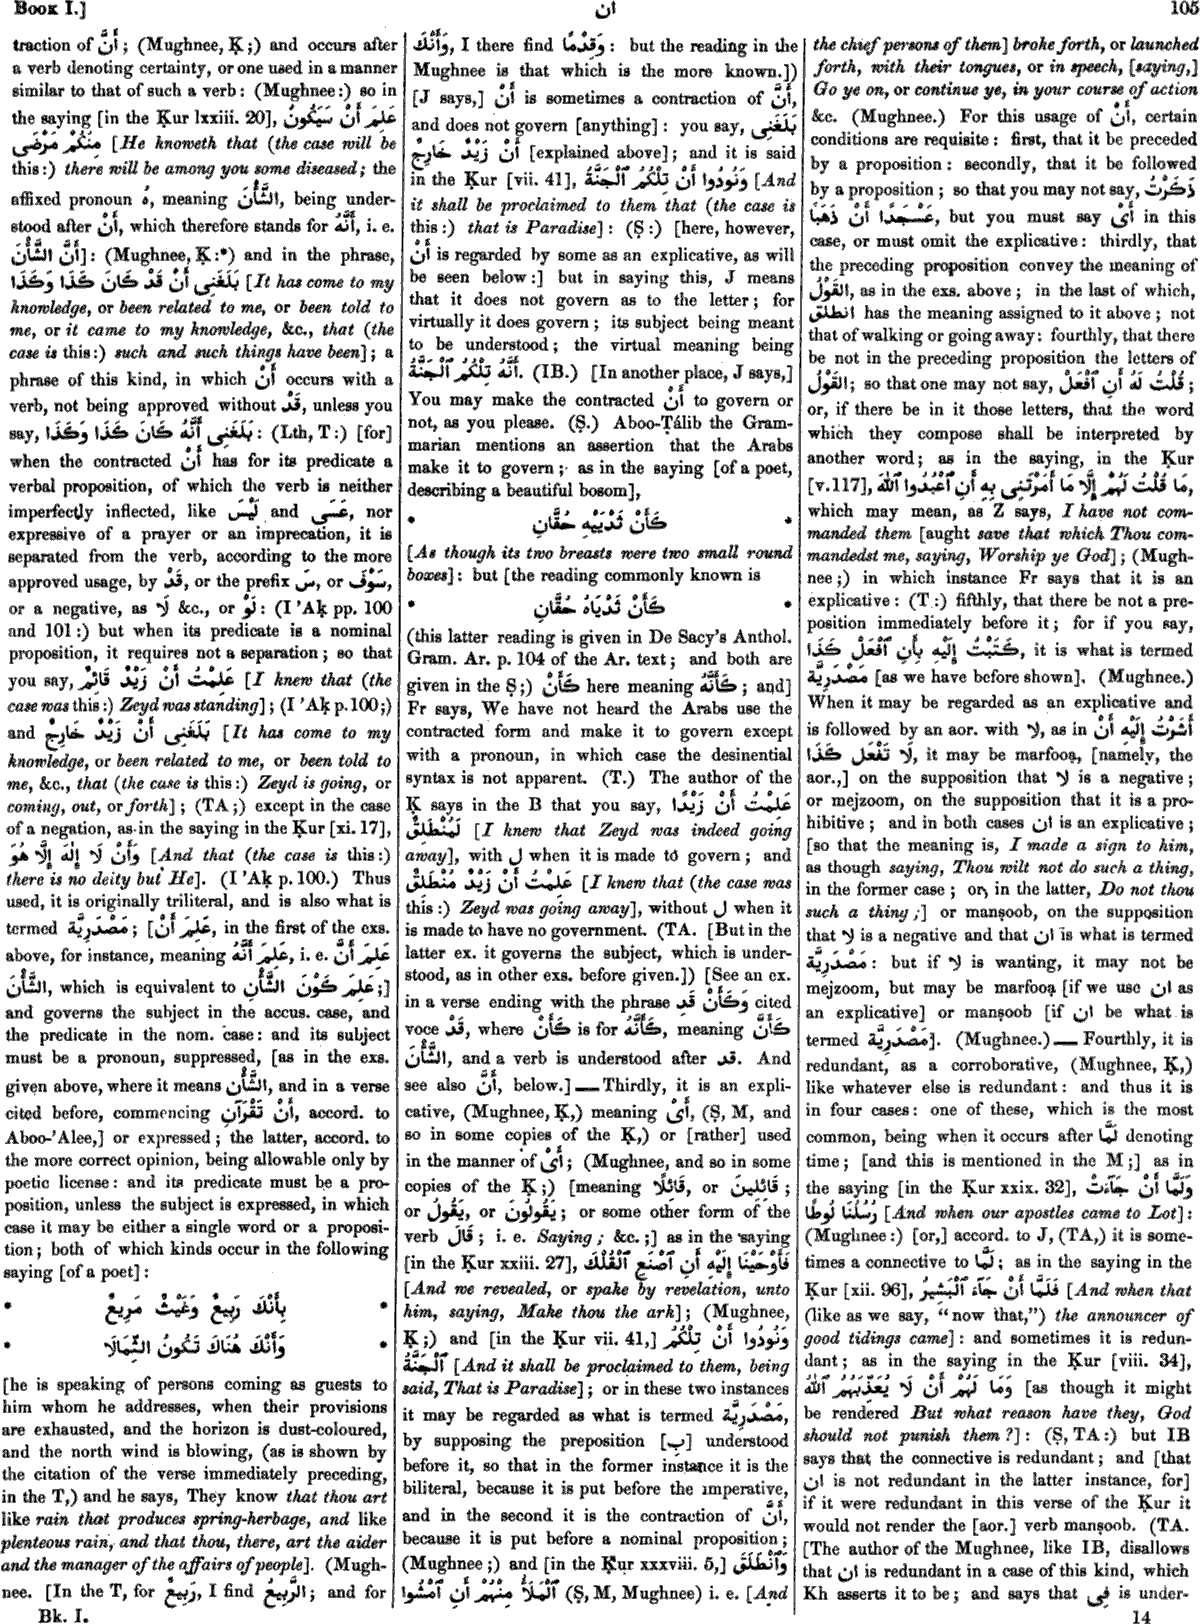 Book I.]
ان
105
traction of أَنَّ; (Mughnee, Ḳ;) and occurs after
a verb denoting certainty, or one used in a manner
similar to that of such a verb: (Mughnee:) so in
the saying [in the Ḳur lxxiii. 20], عَلِمَ أَنْ سَيَكُونُ
مِنْكُمْ مَرْضَى [He knoweth that (the case will be
this:) there will be among you some diseased; the
affixed pronoun هُ, meaning الشَّأْنَ, being under-
stood after أَنْ, which therefore stands for أَنَّهُ, i. e.
أَنَّ الشَّأْنَ]: (Mughnee, Ḳ:*) and in the phrase,
بَلَغَنِى أَنْ قَدْ كَانَ كَذَا وَكَذَا [It has come to my
knowledge, or been related to me, or been told to
me, or it came to my knowledge, &c., that (the
case is this:) such and such things have been]; a
phrase of this kind, in which أَنْ occurs with a
verb, not being approved without قَدْ, unless you
say, بَلَغَنِى أَنَّهُ كَانَ كَذَا وَكَذَا: (Lth, T:) [for]
when the contracted أَنْ has for its predicate a
verbal proposition, of which the verb is neither
imperfectly inflected, like لَيْسَ and عَسَى, nor
expressive of a prayer or an imprecation, it is
separated from the verb, according to the more
approved usage, by قَدْ, or the prefix سَ, or سَوْفَ,
or a negative, as لَا &c., or لَوْ: (I 'Aḳ pp. 100
and 101:) but when its predicate is a nominal
proposition, it requires not a separation; so that
you say, عَلِمْتُ أَنْ زَيْدٌ قَائِمٌ [I knew that (the
case was this:) Zeyd was standing]; (I 'Aḳ p. 100;)
and بَلَغَنِى أَنْ زَيْدٌ خَارِجٌ [It has come to my
knowledge, or been related to me, or been told to
me, &c., that (the case is this:) Zeyd is going, or
coming, out, or forth]; (TA;) except in the case
of a negation, as in the saying in the Ḳur [xi. 17],
وَأَنْ لَا إِلٰهَ إِلَّا هُوَ [And that (the case is this:)
there is no deity but He]. (I 'Aḳ p. 100.) Thus
used, it is originally triliteral, and is also what is
termed مَصْدَرِيَّة; [عَلِمَ أَنْ, in the first of the exs.
above, for instance, meaning عَلِمَ أَنَّهُ, i. e. عَلِمَ أَنَّ
الشَّأْنَ, which is equivalent to عَلِمَ كَوْنَ الشَّأْنِ;]
and governs the subject in the accus. case, and
the predicate in the nom. case: and its subject
must be a pronoun, suppressed, [as in the exs.
given above, where it means الشَّأْن, and in a verse
cited before, commencing أَنْ تَقْرَآنِ, accord. to
Aboo-'Alee,] or expressed; the latter, accord. to
the more correct opinion, being allowable only by
poetic license: and its predicate must be a pro-
position, unless the subject is expressed, in which
case it may be either a single word or a proposi-
tion; both of which kinds occur in the following
saying [of a poet]:
* بِأَنْكَ رَبِيعٌ وَغَيْثٌ مَرِيعٌ *
* وَأَنْكَ هُنَاكَ تَكُونُ الثِّمَالَا *
[he is speaking of persons coming as guests to
him whom he addresses, when their provisions
are exhausted, and the horizon is dust-coloured,
and the north wind is blowing, (as is shown by
the citation of the verse immediately preceding,
in the T,) and he says, They know that thou art
like rain that produces spring-herbage, and like
plenteous rain, and that thou, there, art the aider
and the manager of the affairs of people]. (Mugh-
nee. [In the T, for رَبِيعٌ, I find الرَّبِيعُ; and for
وَأَنْكَ, I there find وَقِدْمًا: but the reading in the
Mughnee is that which is the more known.])
[J says,] أَنْ is sometimes a contraction of أَنَّ,
and does not govern [anything]: you say, بَلَغَنِى
أَنْ زَيْدٌ خَارِجٌ [explained above]; and it is said
in the Ḳur [vii. 41], وَنُودُوا أَنْ تِلْكُمُ ٱلْجَنَّةُ [And
it shall be proclaimed to them that (the case is
this:) that is Paradise]: (Ṣ:) [here, however,
أَنْ is regarded by some as an explicative, as will
be seen below:] but in saying this, J means
that it does not govern as to the letter; for
virtually it does govern; its subject being meant
to be understood; the virtual meaning being
أَنَّهُ تِلْكُمُ ٱلْجَنَّةُ. (IB.) [In another place, J says,]
You may make the contracted أَنْ to govern or
not, as you please. (Ṣ.) Aboo-Ṭálib the Gram-
marian mentions an assertion that the Arabs
make it to govern; as in the saying [of a poet,
describing a beautiful bosom],
* كَأَنْ ثَدْيَيْهِ حُقَّانِ *
[As though its two breasts were two small round
boxes]: but [the reading commonly known is
* كَأَنْ ثَدْيَاهُ حُقَّانِ *
(this latter reading is given in De Sacy's Anthol.
Gram. Ar. p. 104 of the Ar. text; and both are
given in the Ṣ;) كَأَنْ here meaning كَأَنَّهُ; and]
Fr says, We have not heard the Arabs use the
contracted form and make it to govern except
with a pronoun, in which case the desinential
syntax is not apparent. (T.) The author of the
Ḳ says in the B that you say, عَلِمْتُ أَنْ زَيْدًا
لَمُنْطَلِقٌ [I knew that Zeyd was indeed going
away], with ل when it is made to govern; and
عَلِمْتُ أَنْ زَيْدٌ مُنْطَلِقٌ [I knew that (the case was
this:) Zeyd was going away], without ل when it
is made to have no government. (TA. [But in the
latter ex. it governs the subject, which is under-
stood, as in other exs. before given.]) [See an ex.
in a verse ending with the phrase وَكَأَنْ قَدِ cited
voce قَدْ, where كَأَنْ is for كَأَنَّهُ, meaning كَأَنَّ
الشَّأْنَ, and a verb is understood after قد. And
see also أَنَّ, below.] — Thirdly, it is an expli-
cative, (Mughnee, Ḳ,) meaning أَىْ, (Ṣ, M, and
so in some copies of the Ḳ,) or [rather] used
in the manner of أَىْ; (Mughnee, and so in some
copies of the Ḳ;) [meaning قَائِلًا, or قَائِلِينَ;
or يَقُولُ, or يَقُولُونَ; or some other form of the
verb قَالَ; i. e. Saying; &c.;] as in the saying
[in the Ḳur xxiii. 27], فَأَوْحَيْنَا إِلَيْهِ أَنِ ٱصْنَعِ ٱلْفُلْكَ
[And we revealed, or spake by revelation, unto
him, saying, Make thou the ark]; (Mughnee,
Ḳ;) and [in the Ḳur vii. 41,] وَنُودُوا أَنْ تِلْكُمُ
ٱلْجَنَّةُ [And it shall be proclaimed to them, being
said, That is Paradise]; or in these two instances
it may be regarded as what is termed مَصْدَرِيَّة,
by supposing the preposition [ب] understood
before it, so that in the former instance it is the
biliteral, because it is put before the imperative,
and in the second it is the contraction of أَنَّ,
because it is put before a nominal proposition;
(Mughnee;) and [in the Ḳur xxxviii. 5,] وَٱنْطَلَقَ
ٱلْمَلَأُ مِنْهُمْ أَنِ ٱمْشُوا (Ṣ, M, Mughnee) i. e. [And
the chief persons of them] broke forth, or launched
forth, with their tongues, or in speech, [saying,]
Go ye on, or continue ye, in your course of action
&c. (Mughnee.) For this usage of أَنْ, certain
conditions are requisite: first, that it be preceded
by a proposition: secondly, that it be followed
by a proposition; so that you may not say, ذَكَرْتُ
عَسْجَدًا أَنْ ذَهَبًا, but you must say أَىْ in this
case, or must omit the explicative: thirdly, that
the preceding proposition convey the meaning of
القَوْلُ, as in the exs. above; in the last of which,
انطلق has the meaning assigned to it above; not
that of walking or going away: fourthly, that there
be not in the preceding proposition the letters of
القَوْلُ; so that one may not say, قُلْتُ لَهُ أَنِ ٱفْعَلْ;
or, if there be in it those letters, that the word
which they compose shall be interpreted by
another word; as in the saying, in the Ḳur
[v. 117], مَا قُلْتُ لَهُمْ إِلَّا مَا أَمَرْتَنِى بِهِ أَنِ ٱعْبُدُوا ٱللّٰهَ,
which may mean, as Z says, I have not com-
manded them [aught save that which Thou com-
mandedst me, saying, Worship ye God]; (Mugh-
nee;) in which instance Fr says that it is an
explicative: (T:) fifthly, that there be not a pre-
position immediately before it; for if you say,
كَتَبْتُ إِلَيْهِ بِأَنِ ٱفْعَلْ كَذَا, it is what is termed
مَصْدَرِيَّة [as we have before shown]. (Mughnee.)
When it may be regarded as an explicative and
is followed by an aor. with لا, as in أَشَرْتُ إِلَيْهِ أَنْ
لَا تَفْعَل كَذَا, it may be marfooạ, [namely, the
aor.,] on the supposition that لا is a negative;
or mejzoom, on the supposition that it is a pro-
hibitive; and in both cases ان is an explicative;
[so that the meaning is, I made a sign to him,
as though saying, Thou wilt not do such a thing,
in the former case; or, in the latter, Do not thou
such a thing;] or manṣoob, on the supposition
that لا is a negative and that ان is what is termed
مَصْدَرِيَّة: but if لا is wanting, it may not be
mejzoom, but may be marfooạ [if we use ان as
an explicative] or manṣoob [if ان be what is
termed مَصْدَرِيَّة]. (Mughnee.) — Fourthly, it is
redundant, as a corroborative, (Mughnee, Ḳ,)
like whatever else is redundant: and thus it is
in four cases: one of these, which is the most
common, being when it occurs after لَمَّا denoting
time; [and this is mentioned in the M;] as in
the saying [in the Ḳur xxix. 32], وَلَمَّا أَنْ جَآءَتْ
رُسُلُنَا لُوطًا [And when our apostles came to Lot]:
(Mughnee:) [or,] accord. to J, (TA,) it is some-
times a connective to لَمَّا; as in the saying in the
Ḳur [xii. 96], فَلَمَّا أَنْ جَآءَ ٱلْبَشِيرُ [And when that
(like as we say, "now that,") the announcer of
good tidings came]: and sometimes it is redun-
dant; as in the saying in the Ḳur [viii. 34],
وَمَا لَهُمْ أَنْ لَا يُعَذِّبَهُمُ ٱللّٰهُ [as though it might
be rendered But what reason have they, God
should not punish them?]: (Ṣ, TA:) but IB
says that the connective is redundant; and [that
ان is not redundant in the latter instance, for]
if it were redundant in this verse of the Ḳur it
would not render the [aor.] verb manṣoob. (TA.
[The author of the Mughnee, like IB, disallows
that ان is redundant in a case of this kind, which
Kh asserts it to be; and says that فِى is under-
Bk. I.
14